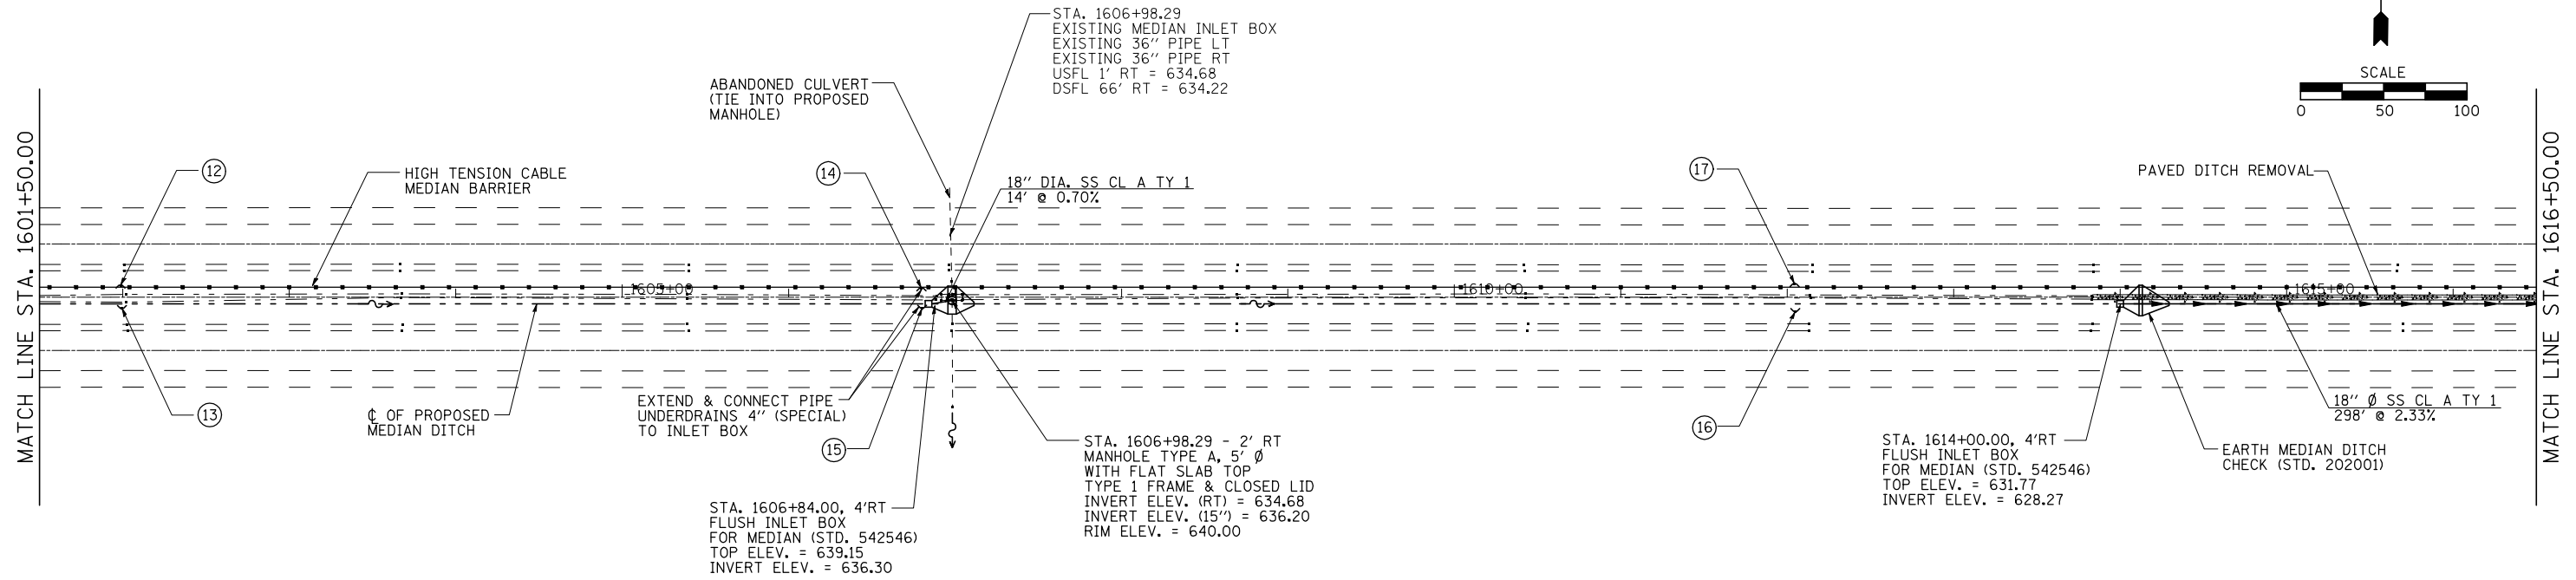 STA. 1606+98.29
EXISTING MEDIAN INLET BOX
EXISTING 36" PIPE LT
EXISTING 36" PIPE RT
USFL 1' RT = 634.68
DSFL 66' RT = 634.22
ABANDONED CULVERT
(TIE INTO PROPOSED
MANHOLE)
SCALE
0 50 100
MATCH LINE STA. 1601+50.00
12
HIGH TENSION CABLE
MEDIAN BARRIER
14
18" DIA. SS CL A TY 1
14' @ 0.70%
17
PAVED DITCH REMOVAL
MATCH LINE STA. 1616+50.00
1605+00
1610+00
1615+00
13
℄ OF PROPOSED
MEDIAN DITCH
EXTEND & CONNECT PIPE
UNDERDRAINS 4" (SPECIAL)
TO INLET BOX
15
STA. 1606+84.00, 4'RT
FLUSH INLET BOX
FOR MEDIAN (STD. 542546)
TOP ELEV. = 639.15
INVERT ELEV. = 636.30
STA. 1606+98.29 - 2' RT
MANHOLE TYPE A, 5' Ø
WITH FLAT SLAB TOP
TYPE 1 FRAME & CLOSED LID
INVERT ELEV. (RT) = 634.68
INVERT ELEV. (15") = 636.20
RIM ELEV. = 640.00
16
STA. 1614+00.00, 4'RT
FLUSH INLET BOX
FOR MEDIAN (STD. 542546)
TOP ELEV. = 631.77
INVERT ELEV. = 628.27
EARTH MEDIAN DITCH
CHECK (STD. 202001)
18" Ø SS CL A TY 1
298' @ 2.33%